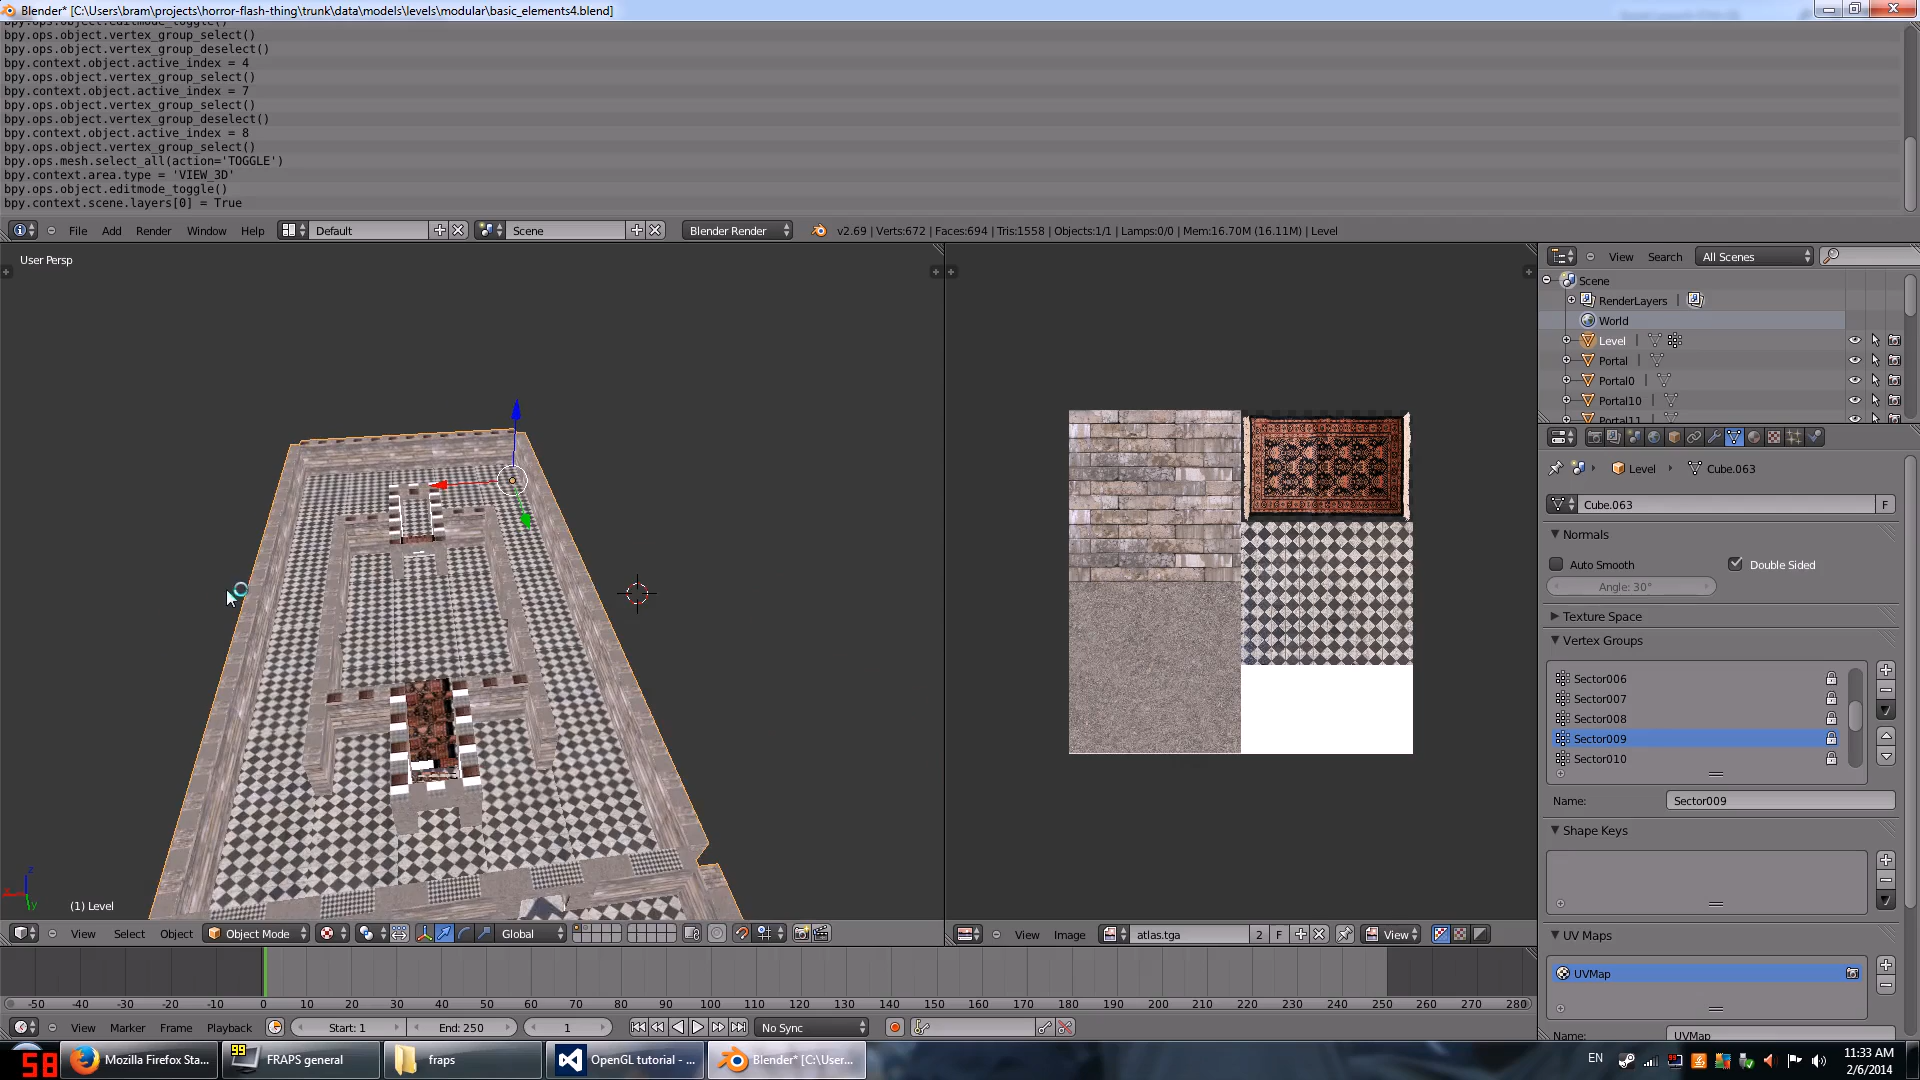 Blender* [C:\Users\bram\projects\horror-flash-thing\trunk\data\models\levels\modular\basic_elements4.blend]
bpy.ops.object.vertex_group_deselect()
bpy.ops.object.vertex_group_select()
bpy.ops.object.vertex_group_deselect()
bpy.context.object.active_index = 4
bpy.ops.object.vertex_group_select()
bpy.context.object.active_index = 7
bpy.ops.object.vertex_group_select()
bpy.ops.object.vertex_group_deselect()
bpy.context.object.active_index = 8
bpy.ops.object.vertex_group_select()
bpy.ops.mesh.select_all(action='TOGGLE')
bpy.context.area.type = 'VIEW_3D'
bpy.ops.object.editmode_toggle()
bpy.context.scene.layers[0] = True
File Add Render Window Help Default Scene Blender Render v2.69 | Verts:672 | Faces:694 | Tris:1558 | Objects:1/1 | Lamps:0/0 | Mem:16.70M (16.11M) | Level
User Persp
View Search All Scenes
Scene
RenderLayers
World
Level
Portal
Portal0
Portal10
Portal11
Level Cube.063
Cube.063 F
Normals
Auto Smooth Double Sided
Angle: 30°
Texture Space
Vertex Groups
Sector006
Sector007
Sector008
Sector009
Sector010
Name: Sector009
Shape Keys
UV Maps
UVMap
Name: UVMap
z
x
y
(1) Level
View Select Object Object Mode Global
View Image atlas.tga 2 F View
-50 -40 -30 -20 -10 0 10 20 30 40 50 60 70 80 90 100 110 120 130 140 150 160 170 180 190 200 210 220 230 240 250 260 270 280
View Marker Frame Playback Start: 1 End: 250 1 No Sync
58 Mozilla Firefox Sta... 99 FRAPS general fraps OpenGL tutorial - ... Blender* [C:\User... EN 11:33 AM
2/6/2014